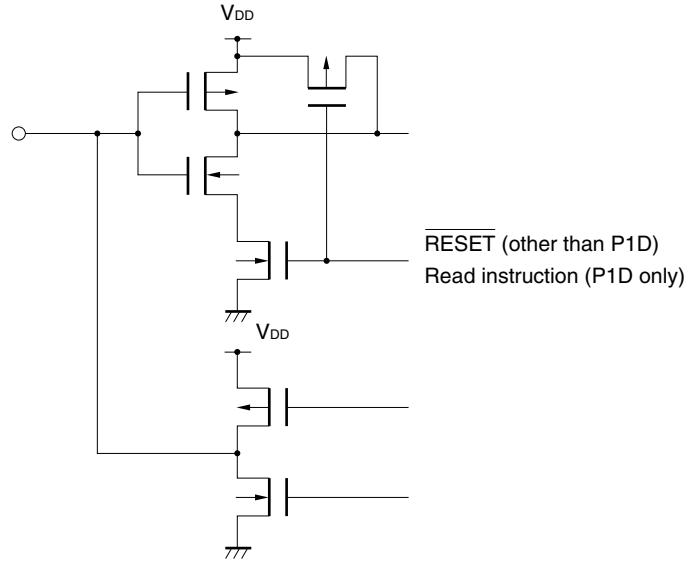 VDD
RESET (other than P1D)
Read instruction (P1D only)
VDD